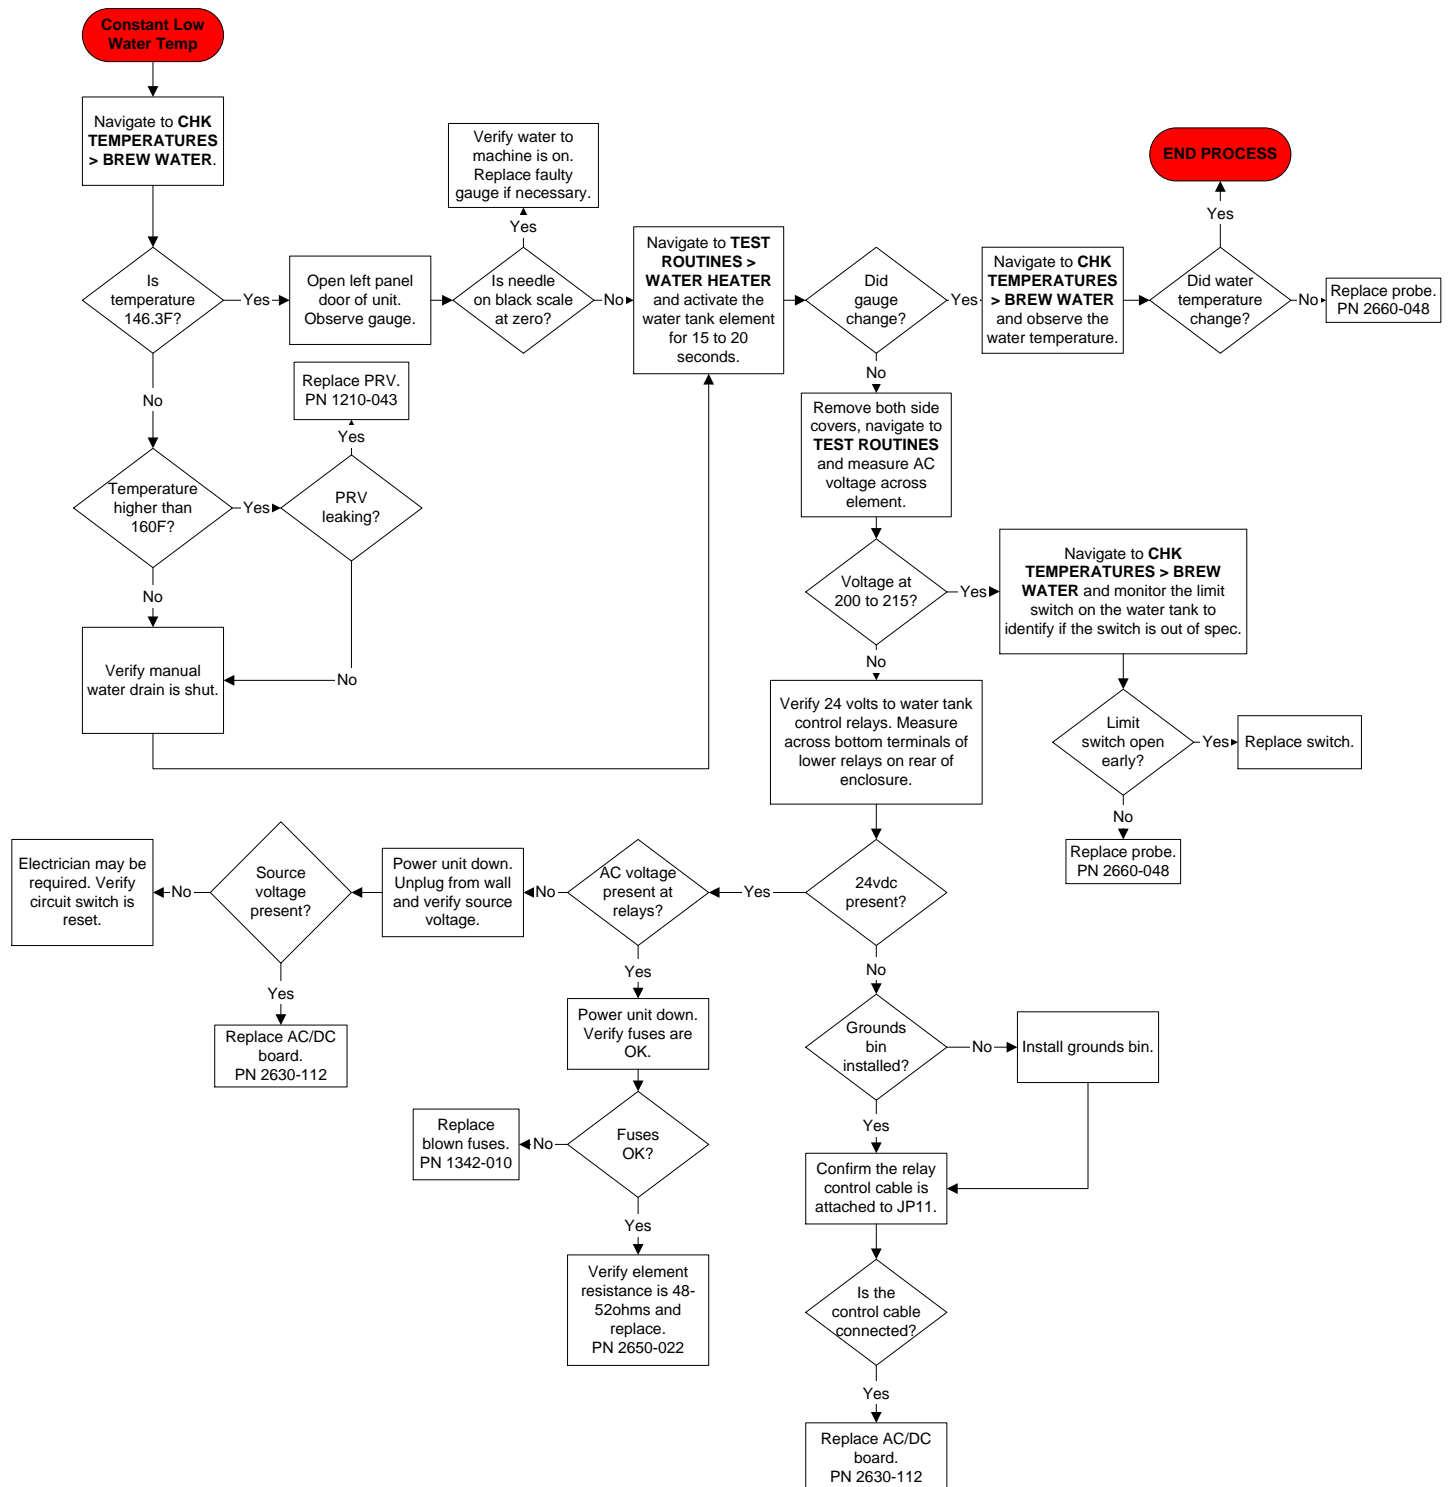 Constant Low
Water Temp
Navigate to CHK
TEMPERATURES
> BREW WATER.
Is
temperature
146.3F?
Yes
Open left panel
door of unit.
Observe gauge.
Is needle
on black scale
at zero?
Yes
Verify water to
machine is on.
Replace faulty
gauge if necessary.
No
Navigate to TEST
ROUTINES >
WATER HEATER
and activate the
water tank element
for 15 to 20
seconds.
Did
gauge
change?
Yes
Navigate to CHK
TEMPERATURES
> BREW WATER
and observe the
water temperature.
Did water
temperature
change?
Yes
END PROCESS
No
Replace probe.
PN 2660-048
No
Temperature
higher than
160F?
Yes
PRV
leaking?
Yes
Replace PRV.
PN 1210-043
No
No
Verify manual
water drain is shut.
No
Remove both side
covers, navigate to
TEST ROUTINES
and measure AC
voltage across
element.
Voltage at
200 to 215?
Yes
Navigate to CHK
TEMPERATURES > BREW
WATER and monitor the limit
switch on the water tank to
identify if the switch is out of spec.
Limit
switch open
early?
Yes
Replace switch.
No
Replace probe.
PN 2660-048
No
Verify 24 volts to water tank
control relays. Measure
across bottom terminals of
lower relays on rear of
enclosure.
24vdc
present?
Yes
AC voltage
present at
relays?
No
Power unit down.
Unplug from wall
and verify source
voltage.
Source
voltage
present?
No
Electrician may be
required. Verify
circuit switch is
reset.
Yes
Replace AC/DC
board.
PN 2630-112
Yes
Power unit down.
Verify fuses are
OK.
Fuses
OK?
No
Replace
blown fuses.
PN 1342-010
Yes
Verify element
resistance is 48-
52ohms and
replace.
PN 2650-022
No
Grounds
bin
installed?
No
Install grounds bin.
Yes
Confirm the relay
control cable is
attached to JP11.
Is the
control cable
connected?
Yes
Replace AC/DC
board.
PN 2630-112